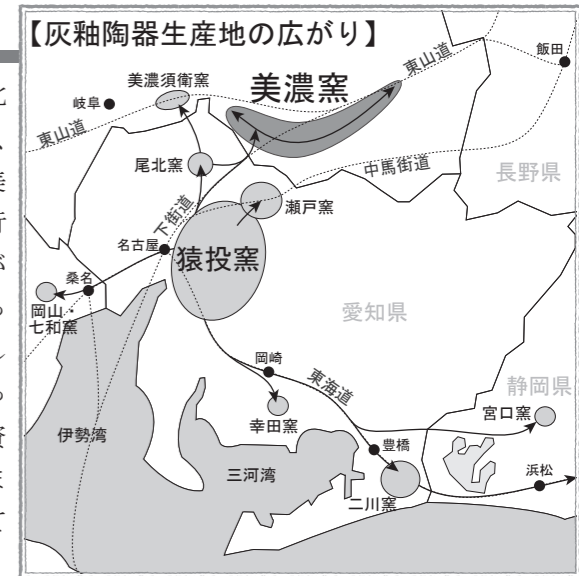 【灰釉陶器生産地の広がり】
飯田
美濃須衛窯
美濃窯
東山道
岐阜
東山道
尾北窯
中馬街道
長野県
瀬戸窯
下街道
名古屋
猿投窯
桑名
岡山・
七和窯
愛知県
岡崎
東海道
静岡県
幸田窯
宮口窯
伊勢湾
豊橋
三河湾
浜松
二川窯